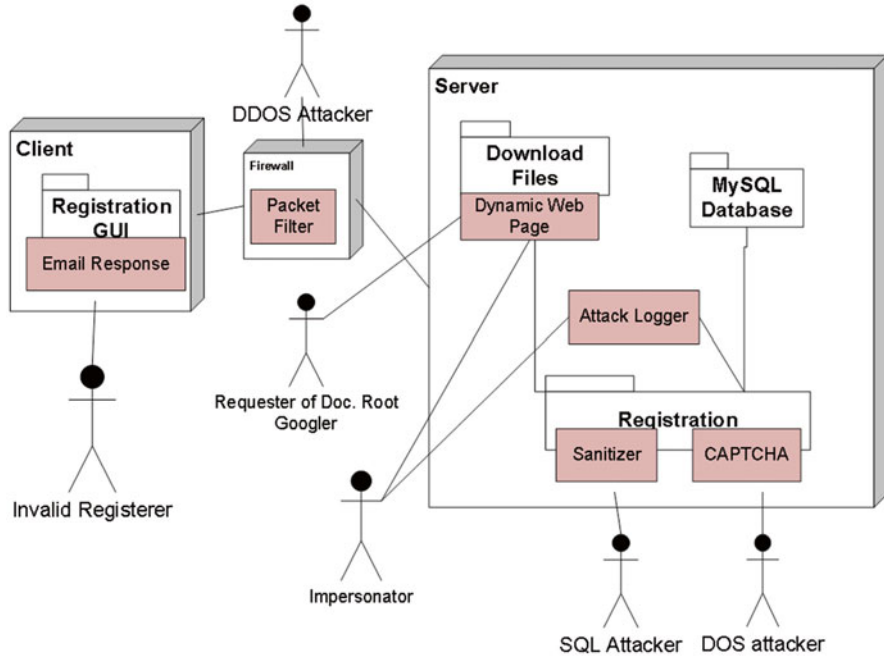 DDOS Attacker
Server
Client
Registration
GUI
Email Response
Firewall
Packet
Filter
Download
Files
Dynamic Web
Page
MySQL
Database
Attack Logger
Requester of Doc. Root
Googler
Registration
Sanitizer
CAPTCHA
Invalid Registerer
Impersonator
SQL Attacker
DOS attacker